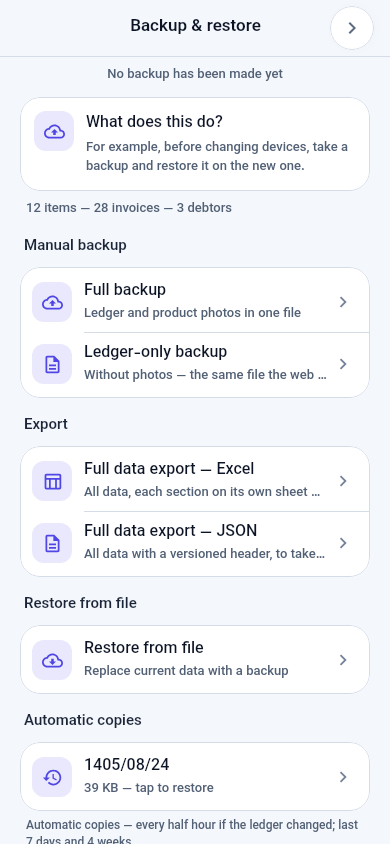 Backup & restore
No backup has been made yet
What does this do?
For example, before changing devices, take a
backup and restore it on the new one.
12 items — 28 invoices — 3 debtors
Manual backup
Full backup
Ledger and product photos in one file
Ledger-only backup
Without photos — the same file the web ...
Export
Full data export — Excel
All data, each section on its own sheet ...
Full data export — JSON
All data with a versioned header, to take...
Restore from file
Restore from file
Replace current data with a backup
Automatic copies
1405/08/24
39 KB — tap to restore
Automatic copies — every half hour if the ledger changed; last
7 days and 4 weeks